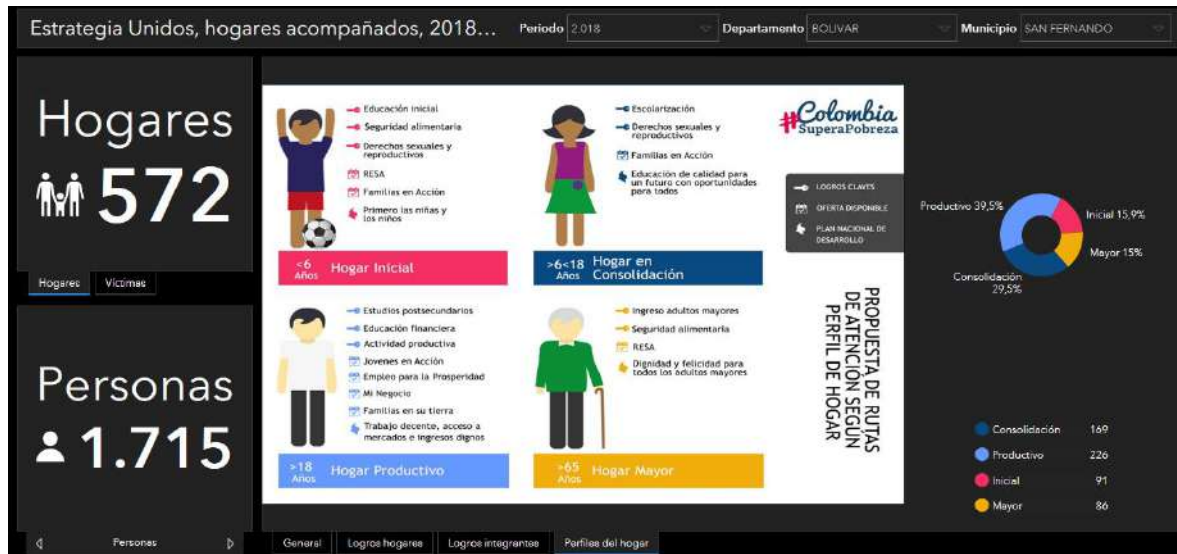 Estrategia Unidos, hogares acompañados, 2018...
Periodo 2.018
Departamento BOLIVAR
Municipio SAN FERNANDO
Hogares
572
Hogares Víctimas
Personas
1.715
Personas
Educación inicial
Seguridad alimentaria
Derechos sexuales y
reproductivos
RESA
Familias en Acción
Primero las niñas y
los niños
<6
Años
Hogar Inicial
Escolarización
Derechos sexuales y
reproductivos
Familias en Acción
Educación de calidad para
un futuro con oportunidades
para todos
>6<18
Años
Hogar en
Consolidación
Estudios postsecundarios
Educación financiera
Actividad productiva
Jovenes en Acción
Empleo para la Prosperidad
Mi Negocio
Familias en su tierra
Trabajo decente, acceso a
mercados e ingresos dignos
>18
Años
Hogar Productivo
Ingreso adultos mayores
Seguridad alimentaria
RESA
Dignidad y felicidad para
todos los adultos mayores
>65
Años
Hogar Mayor
#Colombia
SuperaPobreza
LOGROS CLAVES
OFERTA DISPONIBLE
PLAN NACIONAL DE
DESARROLLO
PROPUESTA DE RUTAS
DE ATENCIÓN SEGÚN
PERFIL DE HOGAR
Productivo 39,5%
Inicial 15,9%
Mayor 15%
Consolidación
29,5%
Consolidación 169
Productivo 226
Inicial 91
Mayor 86
General Logros hogares Logros integrantes Perfiles del hogar